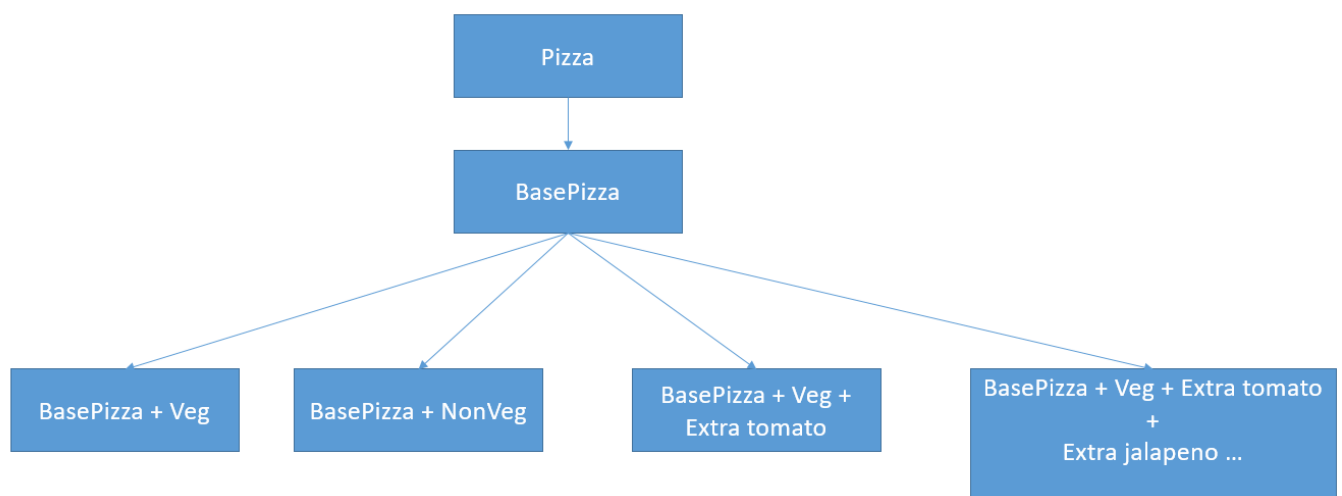 Pizza
BasePizza
BasePizza + Veg
BasePizza + NonVeg
BasePizza + Veg +
Extra tomato
BasePizza + Veg + Extra tomato
+
Extra jalapeno ...